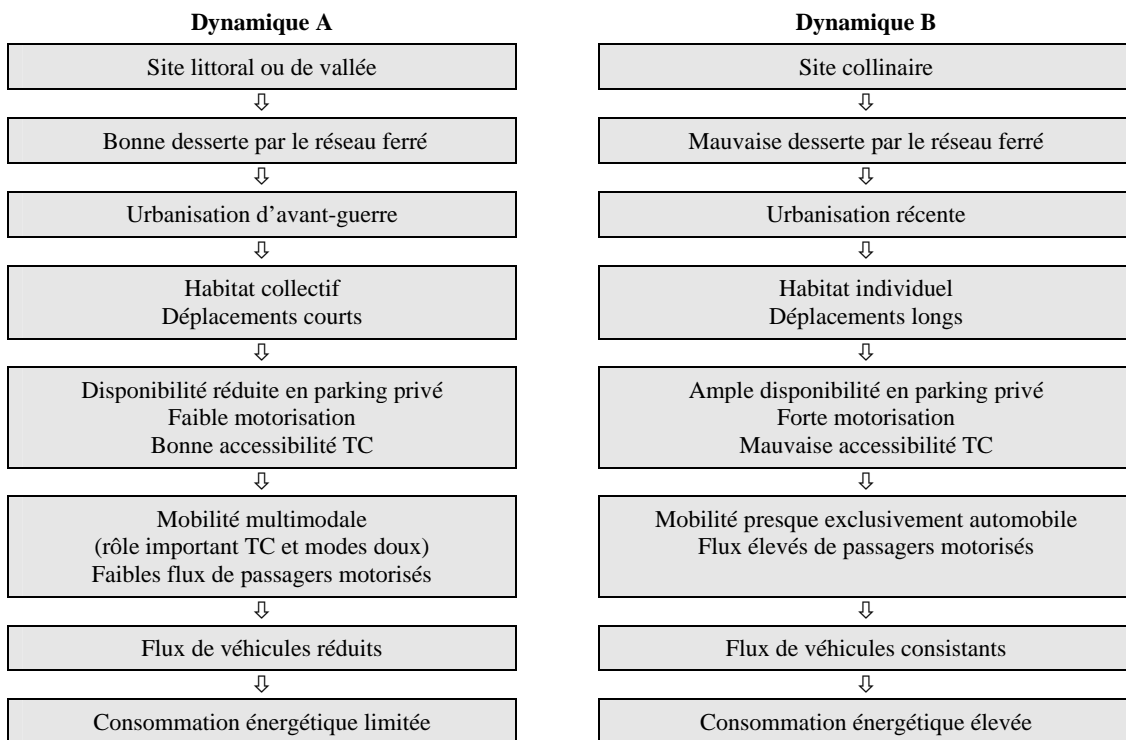 Dynamique A
Site littoral ou de vallée
⇩
Bonne desserte par le réseau ferré
⇩
Urbanisation d’avant-guerre
⇩
Habitat collectif
Déplacements courts
⇩
Disponibilité réduite en parking privé
Faible motorisation
Bonne accessibilité TC
⇩
Mobilité multimodale
(rôle important TC et modes doux)
Faibles flux de passagers motorisés
⇩
Flux de véhicules réduits
⇩
Consommation énergétique limitée
Dynamique B
Site collinaire
⇩
Mauvaise desserte par le réseau ferré
⇩
Urbanisation récente
⇩
Habitat individuel
Déplacements longs
⇩
Ample disponibilité en parking privé
Forte motorisation
Mauvaise accessibilité TC
⇩
Mobilité presque exclusivement automobile
Flux élevés de passagers motorisés
⇩
Flux de véhicules consistants
⇩
Consommation énergétique élevée